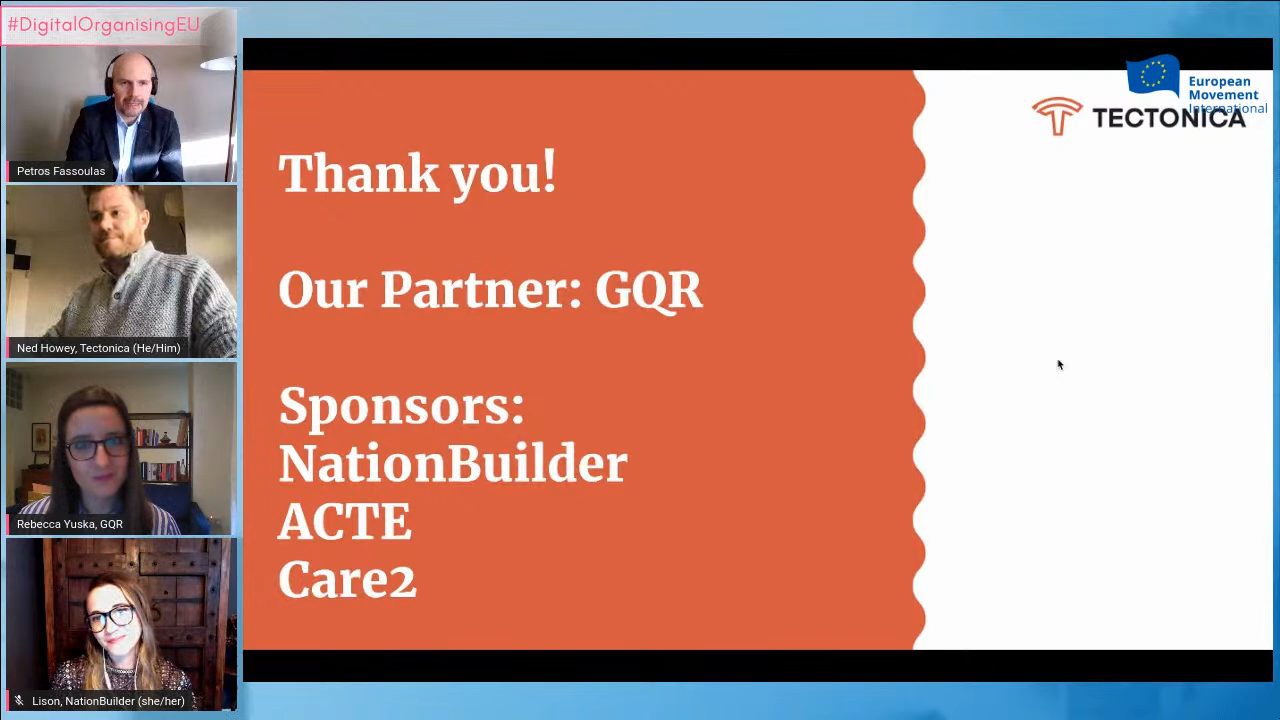 #DigitalOrganisingEU
Petros Fassoulas
Ned Howey, Tectonica (He/Him)
Rebecca Yuska, GQR
Lison, NationBuilder (she/her)
Thank you!
Our Partner: GQR
Sponsors:
NationBuilder
ACTE
Care2
European
Movement
International
TECTONICA